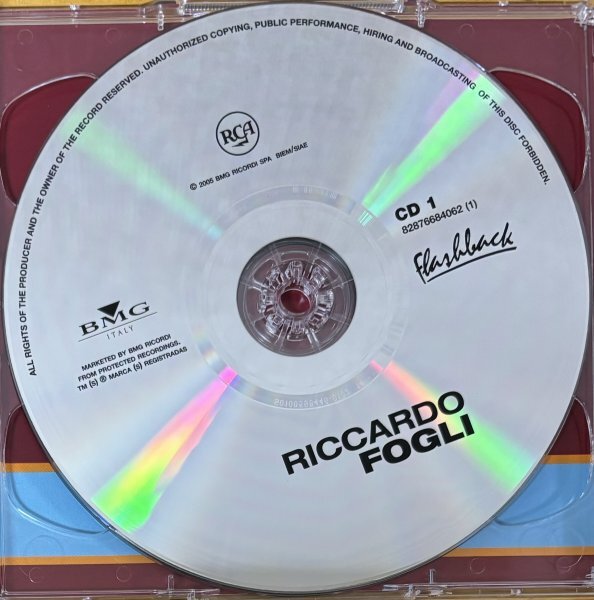 ALL RIGHTS OF THE PRODUCER AND THE OWNER OF THE RECORD RESERVED. UNAUTHORIZED COPYING, PUBLIC PERFORMANCE, HIRING AND BROADCASTING OF THIS DISC FORBIDDEN.
RCA
© 2005 BMG RICORDI SPA BIEM/SIAE
CD 1
82876684062 (1)
flashback
BMG
ITALY
MARKETED BY BMG RICORDI
FROM PROTECTED RECORDINGS.
TM (s) ® MARCA (s) REGISTRADAS
RICCARDO
FOGLI